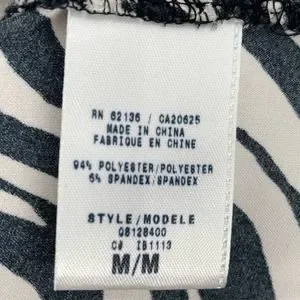 RN 62136 / CA20625
MADE IN CHINA
FABRIQUE EN CHINE
94% POLYESTER/POLYESTER
6% SPANDEX/SPANDEX
STYLE/MODELE
Q8128400
C# IB1113
M/M